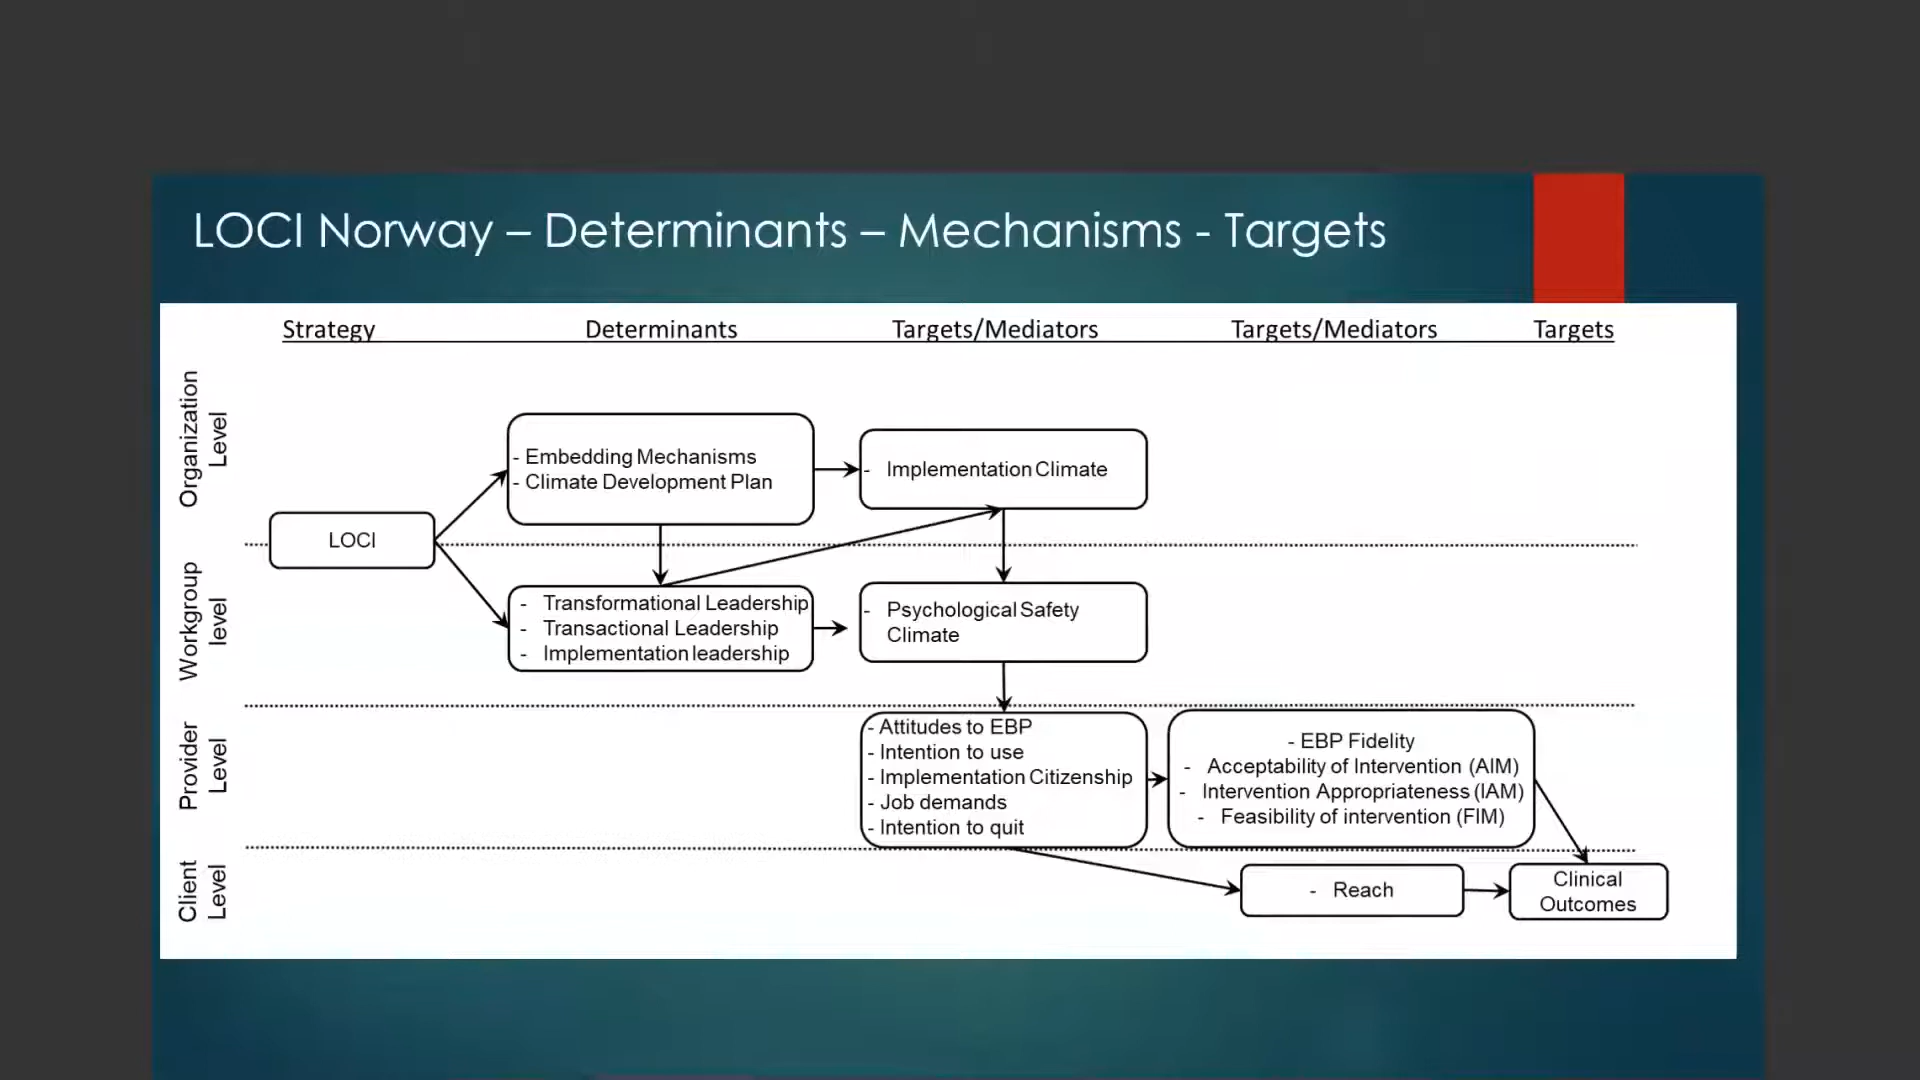 LOCI Norway – Determinants – Mechanisms - Targets
Strategy
Determinants
Targets/Mediators
Targets/Mediators
Targets
Organization
Level
- Embedding Mechanisms
- Climate Development Plan
- Implementation Climate
LOCI
Workgroup
level
- Transformational Leadership
- Transactional Leadership
- Implementation leadership
- Psychological Safety
Climate
Provider
Level
- Attitudes to EBP
- Intention to use
- Implementation Citizenship
- Job demands
- Intention to quit
- EBP Fidelity
- Acceptability of Intervention (AIM)
- Intervention Appropriateness (IAM)
- Feasibility of intervention (FIM)
Client
Level
- Reach
Clinical
Outcomes